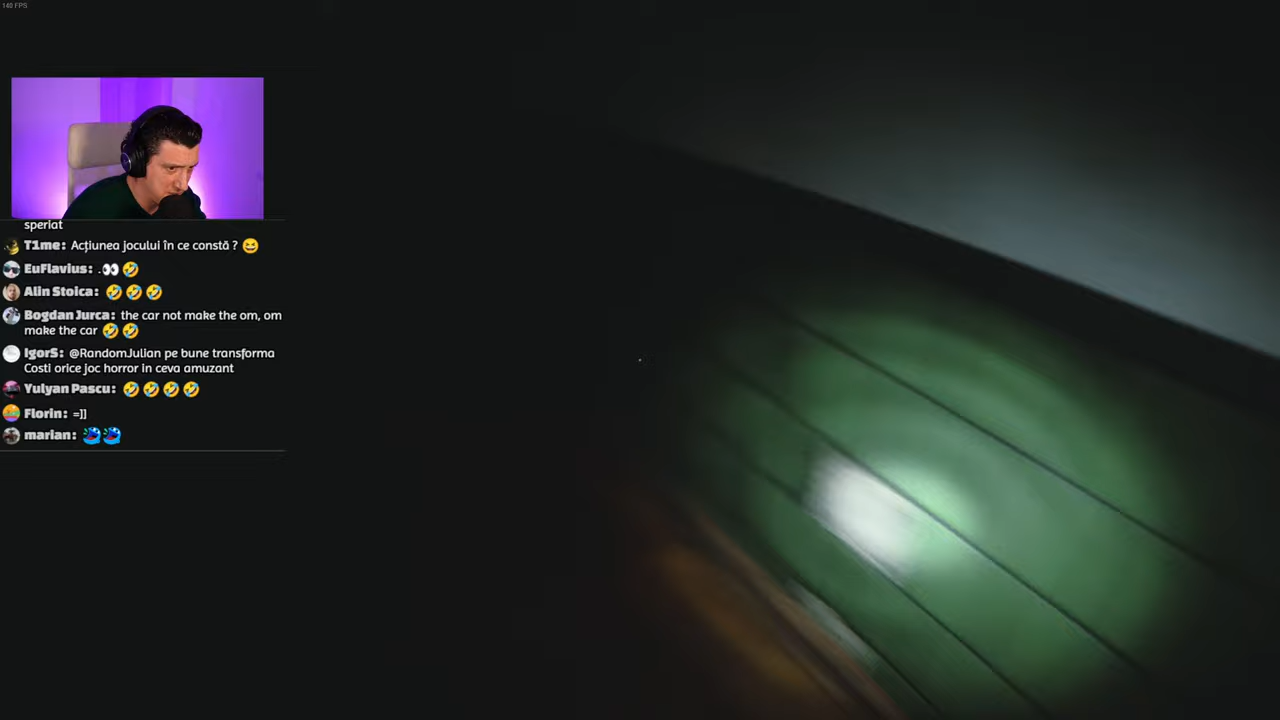 140 FPS
speriat
T1me: Acțiunea jocului în ce constă ? 😆
EuFlavius: .👀🤣
Alin Stoica: 🤣🤣🤣
Bogdan Jurca: the car not make the om, om
make the car 🤣🤣
IgorS: @RandomJulian pe bune transforma
Costi orice joc horror in ceva amuzant
Yulyan Pascu: 🤣🤣🤣🤣
Florin: =]]
marian: